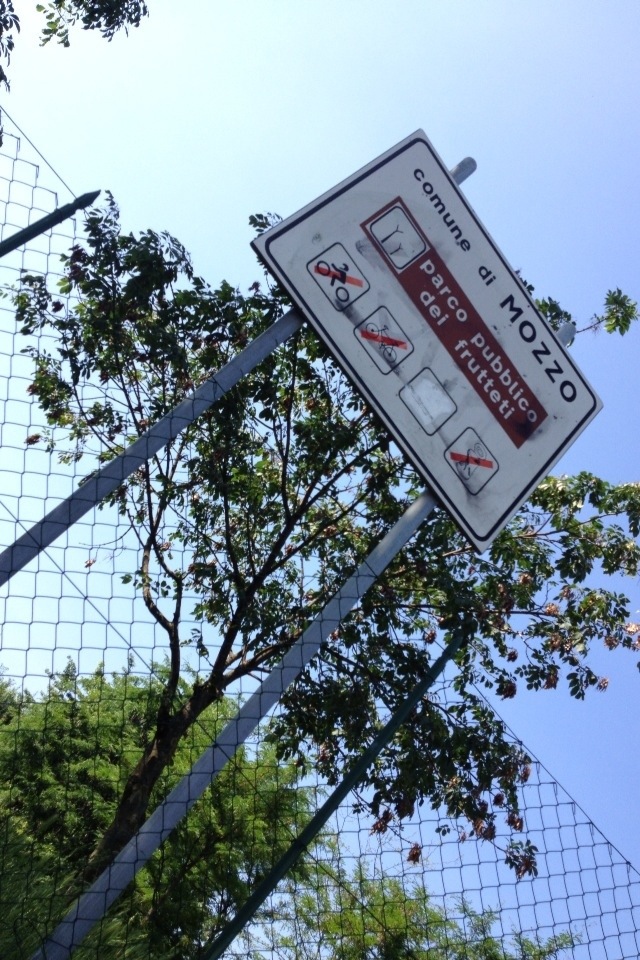 comune di MOZZO
parco pubblico
dei frutteti